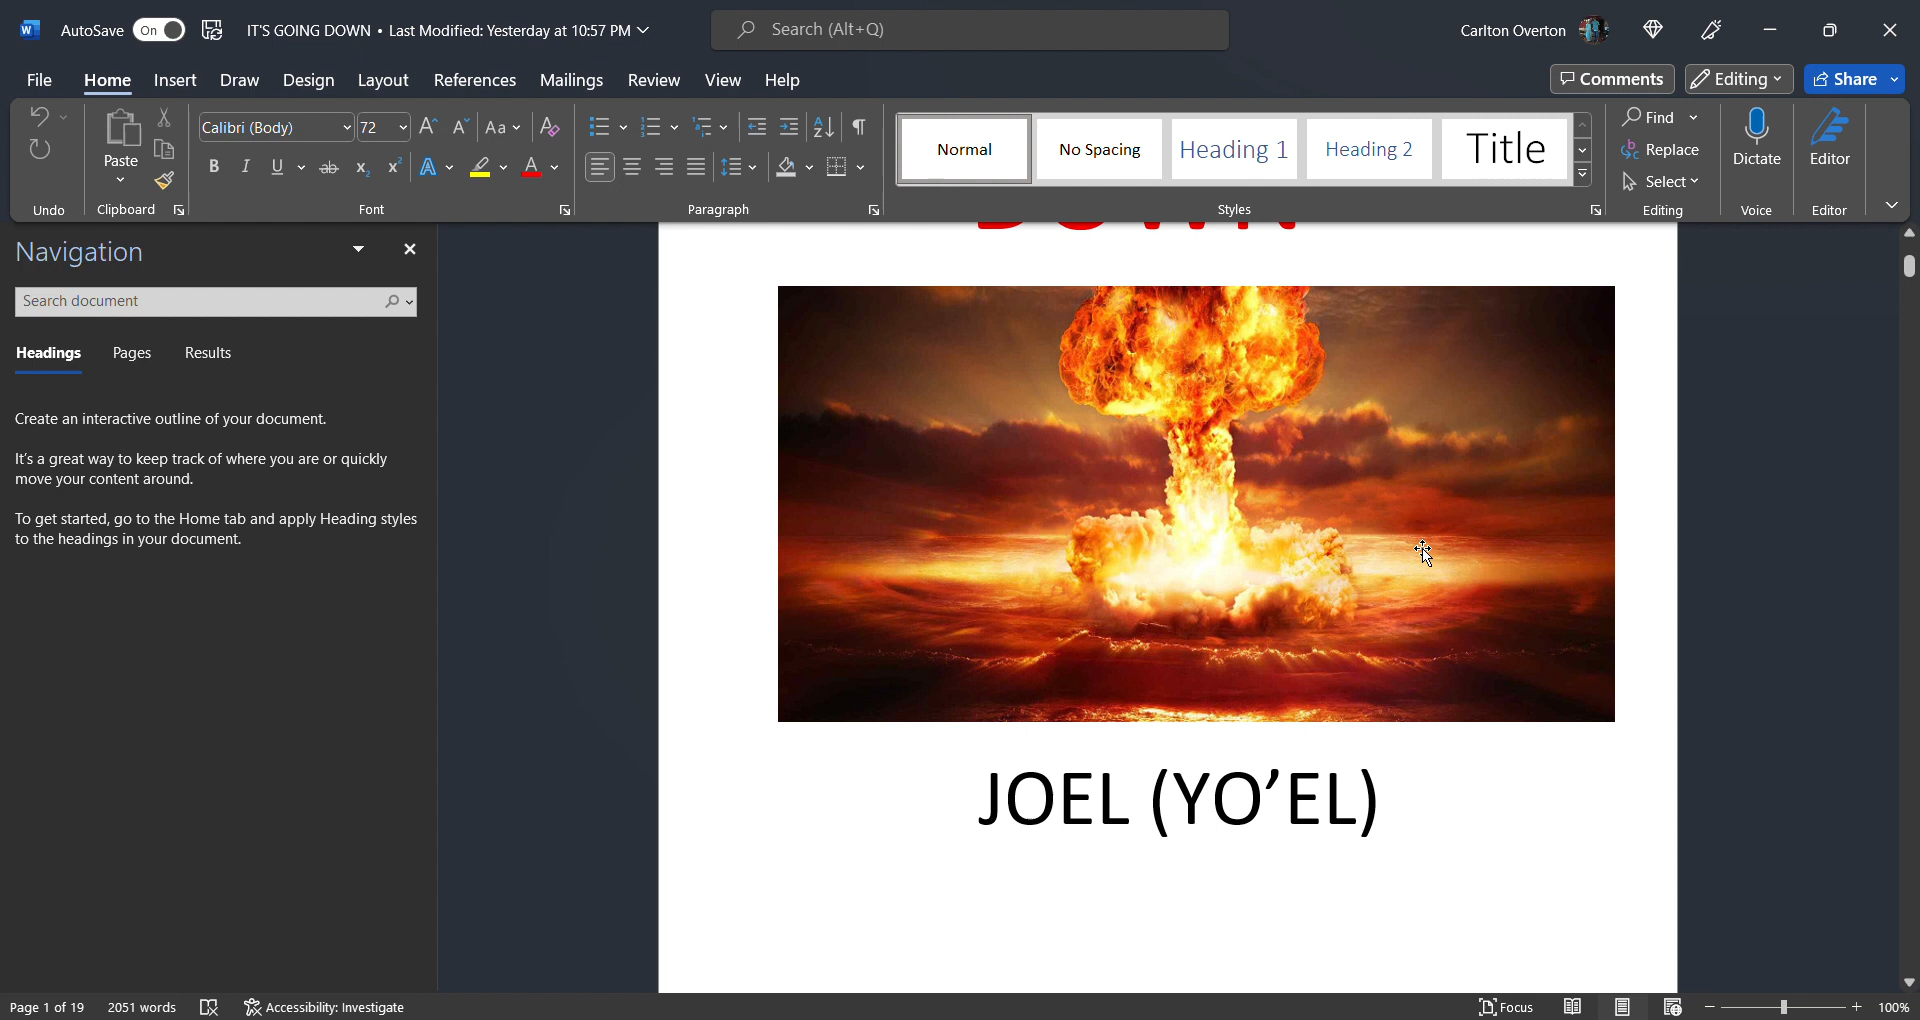 AutoSave On IT'S GOING DOWN • Last Modified: Yesterday at 10:57 PM Search (Alt+Q) Carlton Overton
File Home Insert Draw Design Layout References Mailings Review View Help Comments Editing Share
Calibri (Body) 72 Aa
Paste
Normal No Spacing Heading 1 Heading 2 Title
Find
Replace
Select
Dictate Editor
Undo Clipboard Font Paragraph Styles Editing Voice Editor
Navigation
Search document
Headings Pages Results
Create an interactive outline of your document.
It's a great way to keep track of where you are or quickly
move your content around.
To get started, go to the Home tab and apply Heading styles
to the headings in your document.
JOEL (YO’EL)
Page 1 of 19 2051 words Accessibility: Investigate Focus 100%